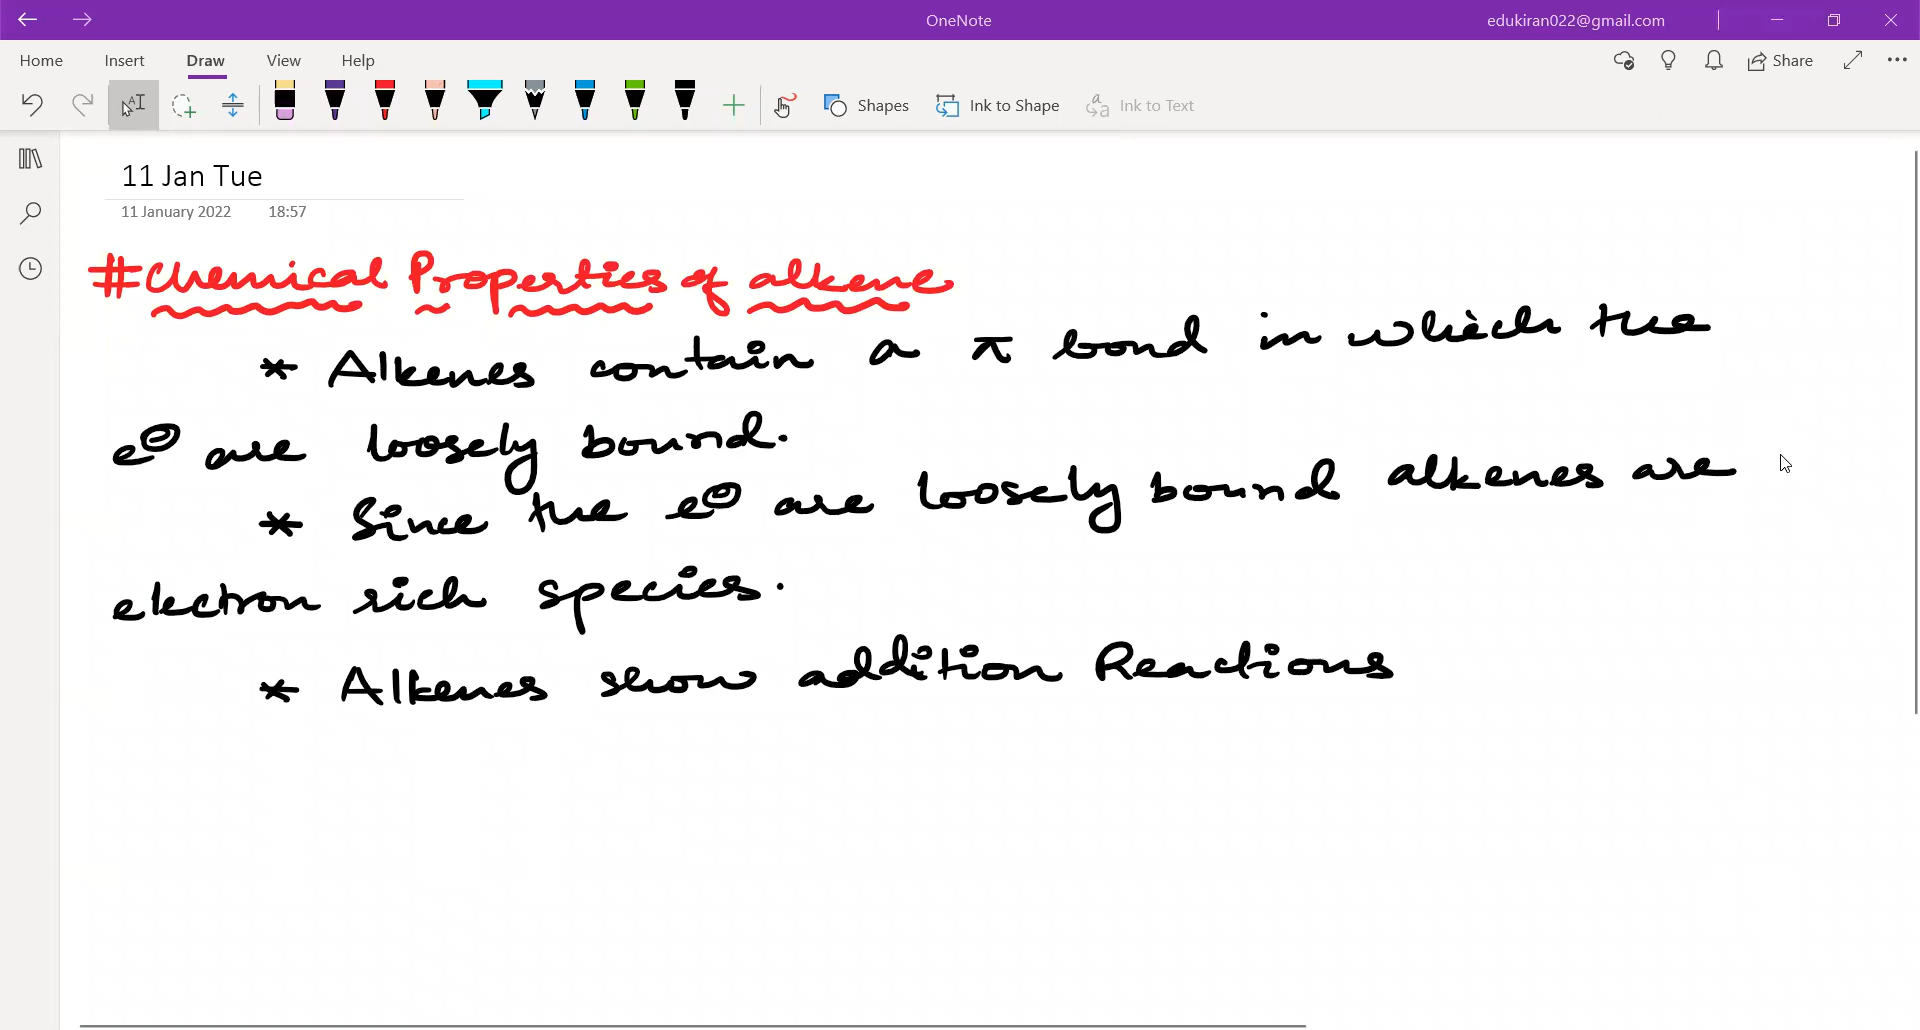 OneNote
edukiran022@gmail.com
Home Insert Draw View Help
Share
Shapes Ink to Shape Ink to Text
11 Jan Tue
11 January 2022 18:57
#Chemical Properties of alkene
* Alkenes contain a π bond in which the
e⊖ are loosely bound.
* Since the e⊖ are loosely bound alkenes are
electron rich species.
* Alkenes show addition Reactions